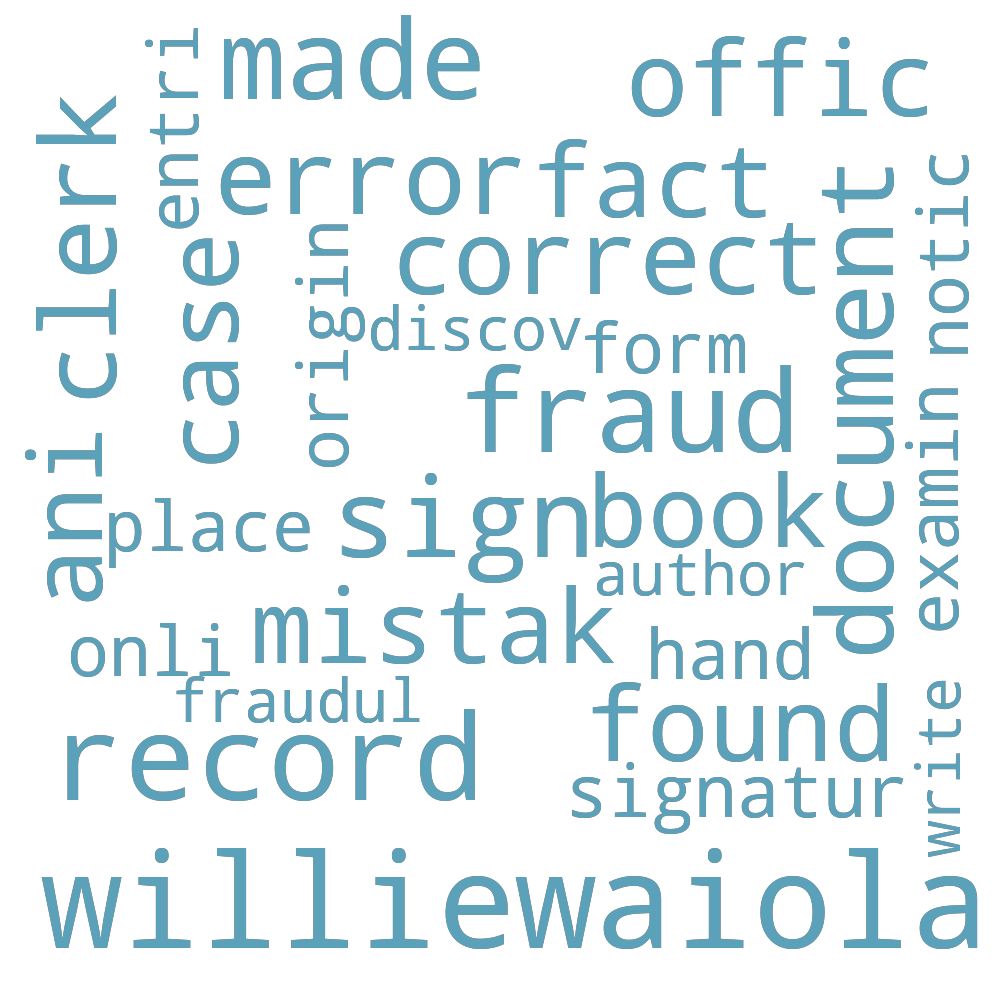 made
offic
entri
clerk
error
fact
correct
document
notic
case
origin
discov
form
fraud
ani
examin
place
sign
book
author
mistak
onli
hand
fraudul
found
record
write
signatur
williewaiola